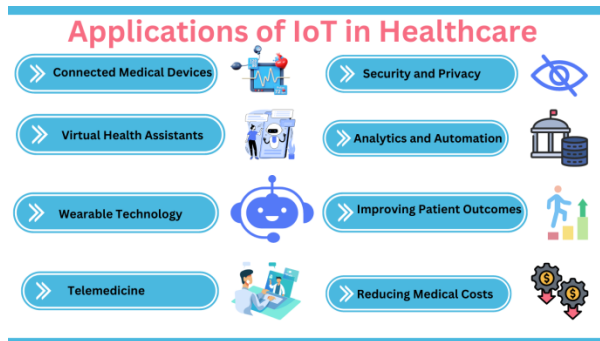 Applications of IoT in Healthcare
Connected Medical Devices
Security and Privacy
Virtual Health Assistants
Analytics and Automation
Wearable Technology
Improving Patient Outcomes
Telemedicine
Reducing Medical Costs